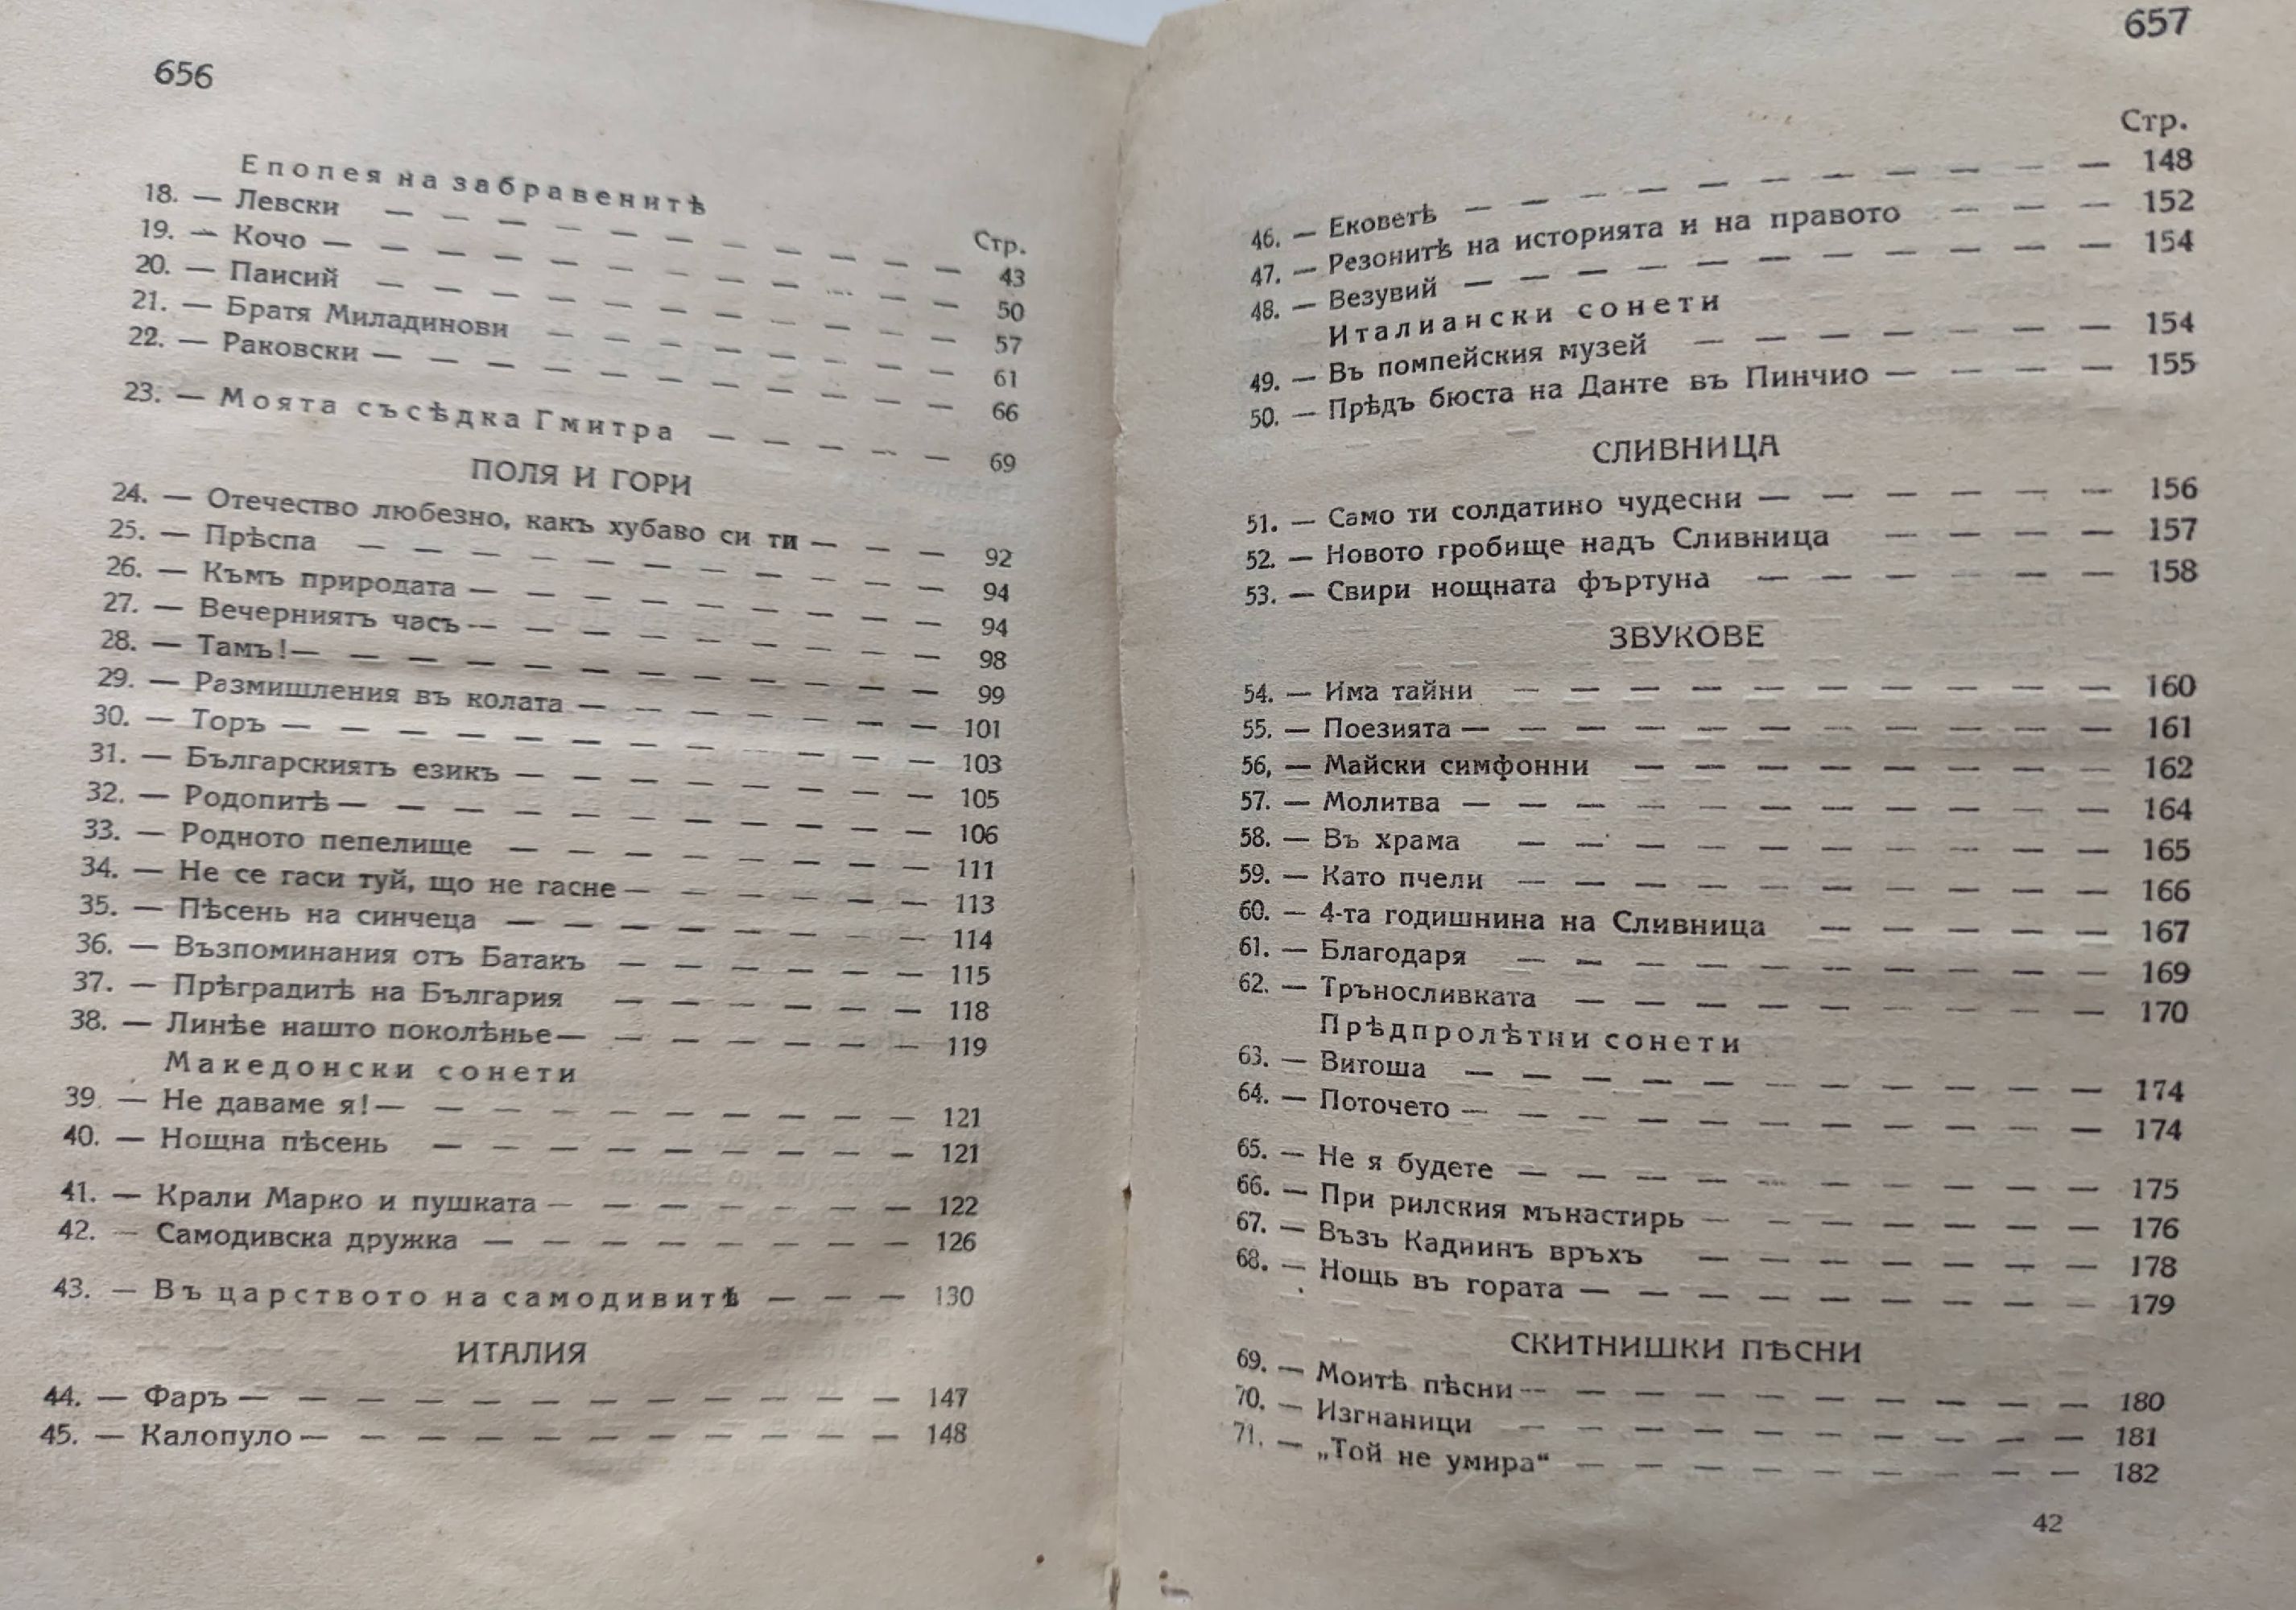 656
Епопея на забравенитѣ
Стр.
18. — Левски — — — — — — — — — — 43
19. — Кочо — — — — — — — — — — — 50
20. — Паисий — — — — — — — — — — 57
21. — Братя Миладинови — — — — — — — 61
22. — Раковски — — — — — — — — — — 66
23. — Моята съсѣдка Гмитра — — — — — 69
ПОЛЯ И ГОРИ
24. — Отечество любезно, какъ хубаво си ти — — — 92
25. — Прѣспа — — — — — — — — — — 94
26. — Къмъ природата — — — — — — — — 94
27. — Вечерниятъ часъ — — — — — — — — 98
28. — Тамъ! — — — — — — — — — — — 99
29. — Размишления въ колата — — — — — — — 101
30. — Торъ — — — — — — — — — — — 103
31. — Българскиятъ езикъ — — — — — — — — 105
32. — Родопитѣ — — — — — — — — — — 106
33. — Родното пепелище — — — — — — — — 111
34. — Не се гаси туй, що не гасне — — — — — — 113
35. — Пѣсень на синчеца — — — — — — — — 114
36. — Възпоминания отъ Батакъ — — — — — — 115
37. — Прѣградитѣ на България — — — — — — 118
38. — Линѣе нашто поколѣнье — — — — — — — 119
Македонски сонети
39. — Не даваме я! — — — — — — — — — — 121
40. — Нощна пѣсень — — — — — — — — — 121
41. — Крали Марко и пушката — — — — — — — 122
42. — Самодивска дружка — — — — — — — — 126
43. — Въ царството на самодивитѣ — — — 130
ИТАЛИЯ
44. — Фаръ — — — — — — — — — — — — 147
45. — Калопуло — — — — — — — — — — — 148
657
Стр.
46. — Ековетѣ — — — — — — — — — — — 148
47. — Резонитѣ на историята и на правото — — — 152
48. — Везувий — — — — — — — — — — — 154
Италиански сонети
49. — Въ помпейския музей — — — — — — — — 154
50. — Прѣдъ бюста на Данте въ Пинчио — — — — 155
СЛИВНИЦА
51. — Само ти солдатино чудесни — — — — — — 156
52. — Новото гробище надъ Сливница — — — — 157
53. — Свири нощната фъртуна — — — — — — 158
ЗВУКОВЕ
54. — Има тайни — — — — — — — — — — 160
55. — Поезията — — — — — — — — — — — 161
56, — Майски симфонни — — — — — — — — 162
57. — Молитва — — — — — — — — — — — 164
58. — Въ храма — — — — — — — — — — 165
59. — Като пчели — — — — — — — — — — 166
60. — 4-та годишнина на Сливница — — — — — 167
61. — Благодаря — — — — — — — — — — 169
62. — Трънosливката — — — — — — — — — 170
Прѣдпролѣтни сонети
63. — Витоша — — — — — — — — — — — 174
64. — Поточето — — — — — — — — — — — 174
65. — Не я будете — — — — — — — — — — 175
66. — При рилския мънастирь — — — — — — — 176
67. — Възъ Кадиинъ връхъ — — — — — — — 178
68. — Нощь въ гората — — — — — — — — — 179
СКИТНИШКИ ПѢСНИ
69. — Моитѣ пѣсни — — — — — — — — — — 180
70. — Изгнаници — — — — — — — — — — 181
71. — „Той не умира“ — — — — — — — — — 182
42